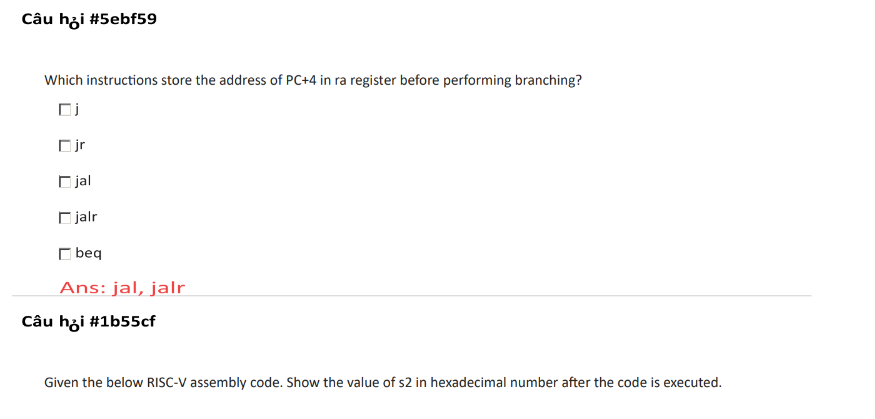 Câu hỏi #5ebf59
Which instructions store the address of PC+4 in ra register before performing branching?
j
jr
jal
jalr
beq
Ans: jal, jalr
Câu hỏi #1b55cf
Given the below RISC-V assembly code. Show the value of s2 in hexadecimal number after the code is executed.